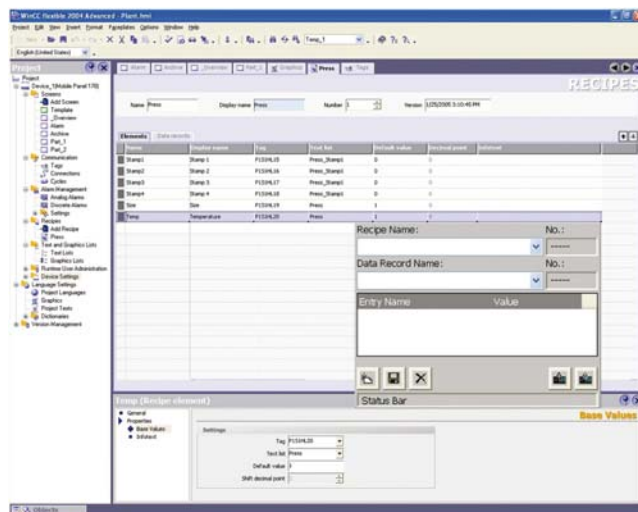 WinCC flexible 2004 Advanced - Plant.hmi
Project Edit View Insert Format Faceplates Options Window Help
Temp_1
English (United States)
Project
Alarm Archive _Overview Part_1 Graphics Press Tags
RECIPES
Project
Device_1(Mobile Panel 170)
Screens
Add Screen
Template
_Overview
Alarm
Archive
Part_1
Part_2
Communication
Tags
Connections
Cycles
Alarm Management
Analog Alarms
Discrete Alarms
Settings
Recipes
Add Recipe
Press
Text and Graphics Lists
Text Lists
Graphics Lists
Runtime User Administration
Device Settings
Language Settings
Project Languages
Graphics
Project Texts
Dictionaries
Version Management
Name Press Display name Press Number 1 Version 1/25/2005 3:10:45 PM
Elements Data records
Name Display name Tag Text list Default value Decimal point Infotext
Stamp1 Stamp 1 Press_Stamp1 0 0
Stamp2 Stamp 2 Press_Stamp1 0 0
Stamp3 Stamp 3 Press_Stamp1 0 0
Stamp4 Stamp 4 Press_Stamp1 0 0
Size Size Press 1 0
Temp Temperature Press 1
Recipe Name: No.:
-----
Data Record Name: No.:
-----
Entry Name Value
Status Bar
Temp (Recipe element)
Base Values
General
Properties
Base Values
Infotext
Settings
Tag
Text list Press
Default value 1
Shift decimal point
Objects